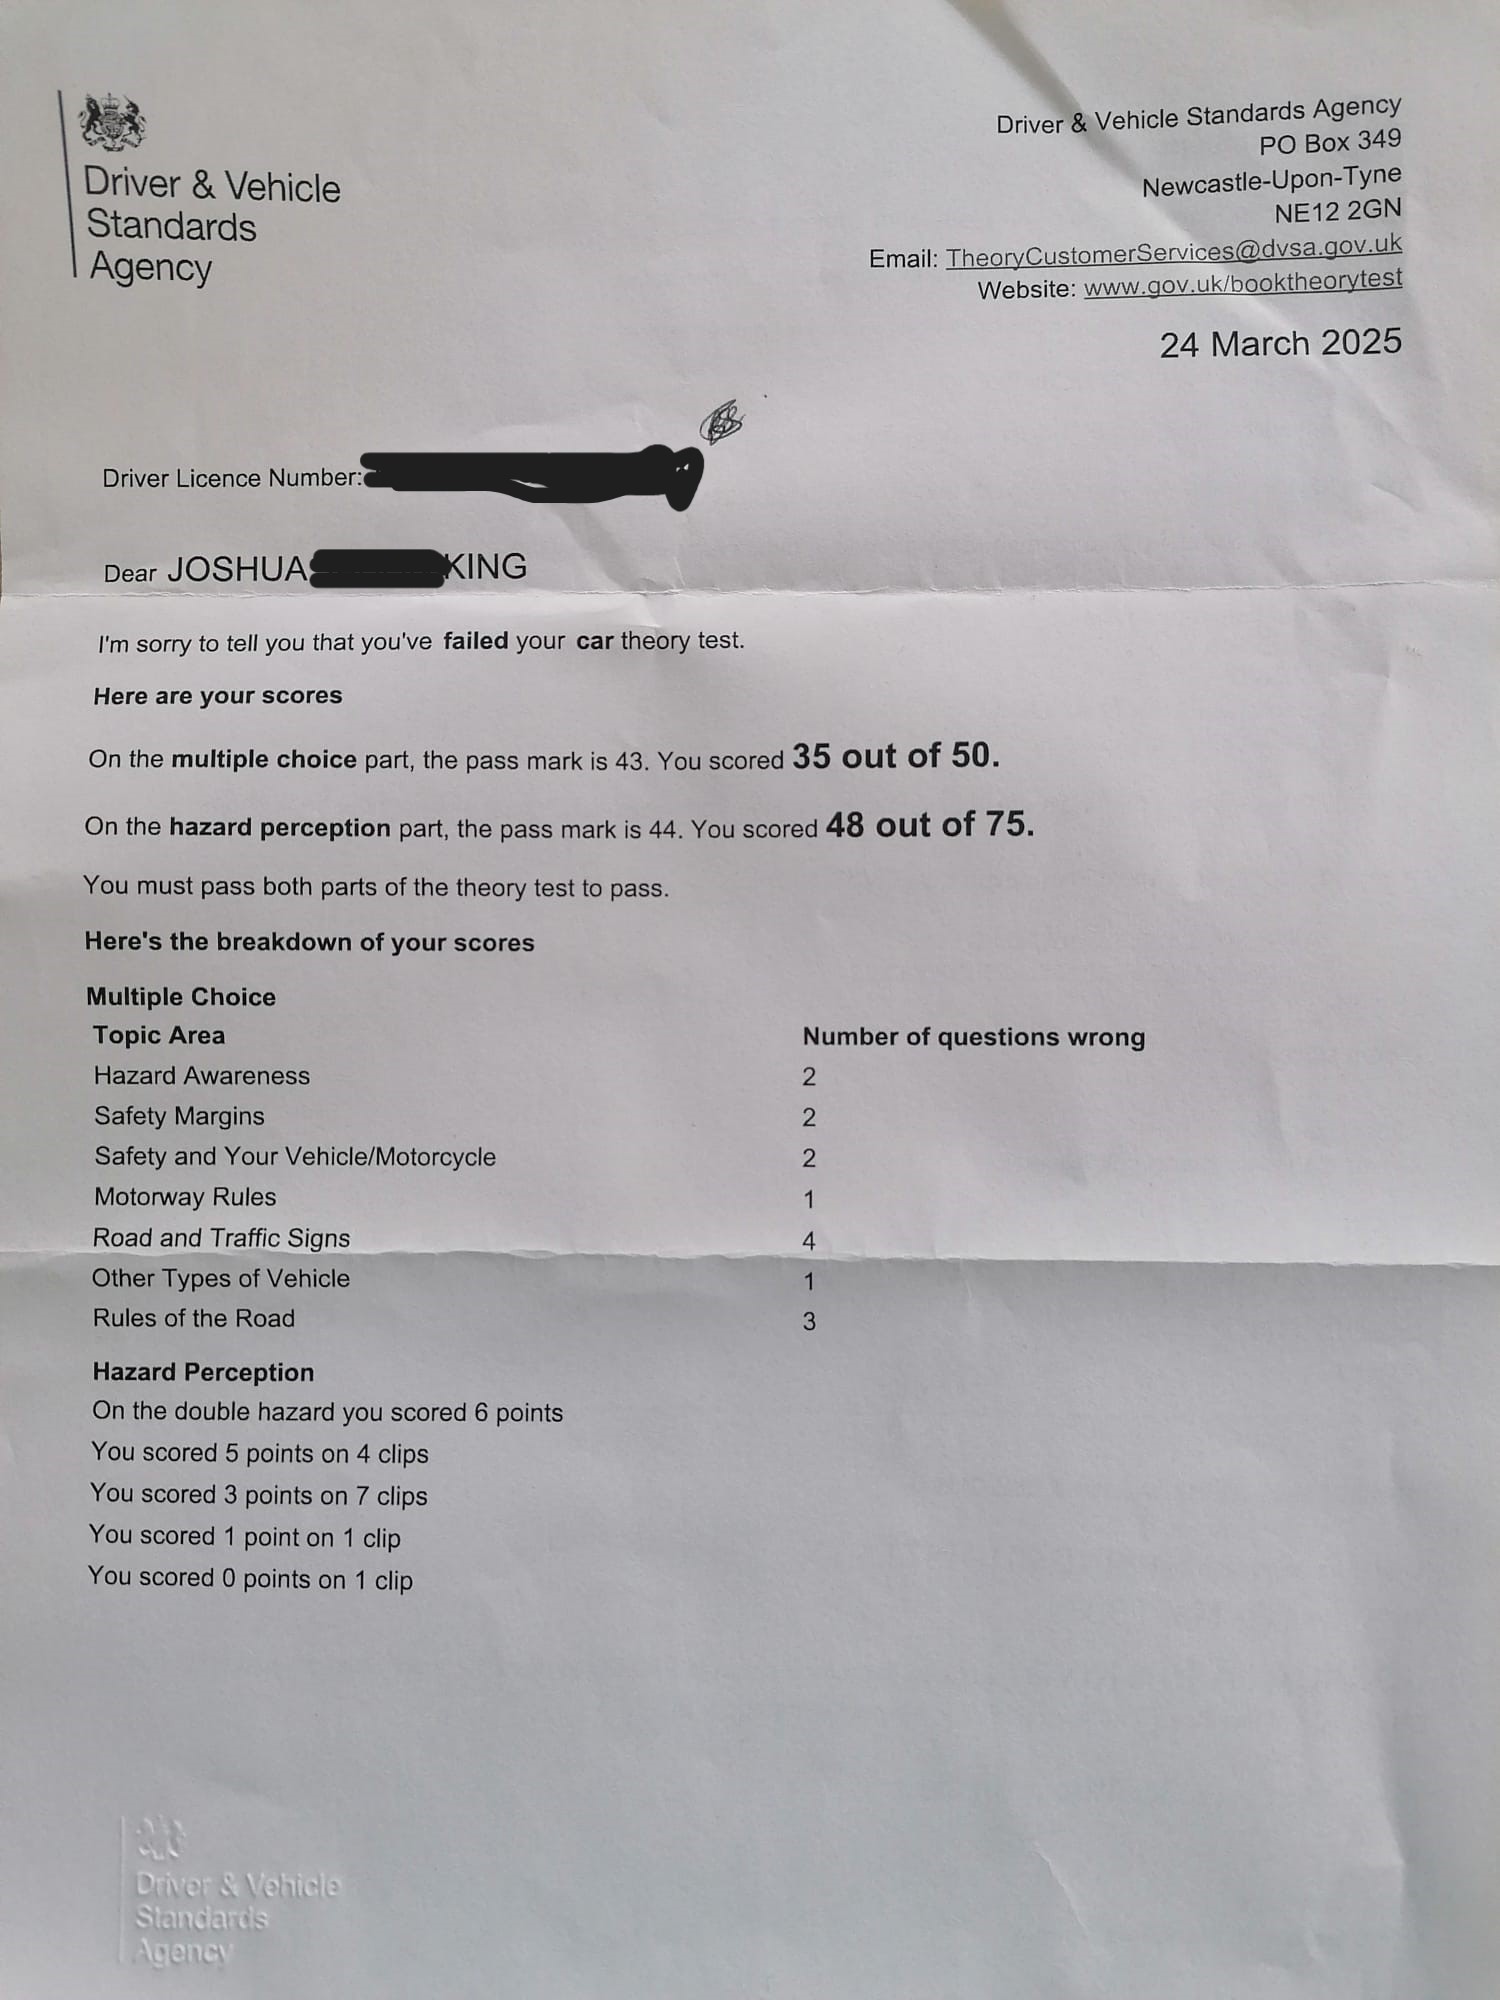 Driver & Vehicle
Standards
Agency
Driver & Vehicle Standards Agency
PO Box 349
Newcastle-Upon-Tyne
NE12 2GN
Email: TheoryCustomerServices@dvsa.gov.uk
Website: www.gov.uk/booktheorytest
24 March 2025
Driver Licence Number:
Dear JOSHUA KING
I'm sorry to tell you that you've failed your car theory test.
Here are your scores
On the multiple choice part, the pass mark is 43. You scored 35 out of 50.
On the hazard perception part, the pass mark is 44. You scored 48 out of 75.
You must pass both parts of the theory test to pass.
Here's the breakdown of your scores
Multiple Choice
Topic Area Number of questions wrong
Hazard Awareness 2
Safety Margins 2
Safety and Your Vehicle/Motorcycle 2
Motorway Rules 1
Road and Traffic Signs 4
Other Types of Vehicle 1
Rules of the Road 3
Hazard Perception
On the double hazard you scored 6 points
You scored 5 points on 4 clips
You scored 3 points on 7 clips
You scored 1 point on 1 clip
You scored 0 points on 1 clip
Driver & Vehicle
Standards
Agency